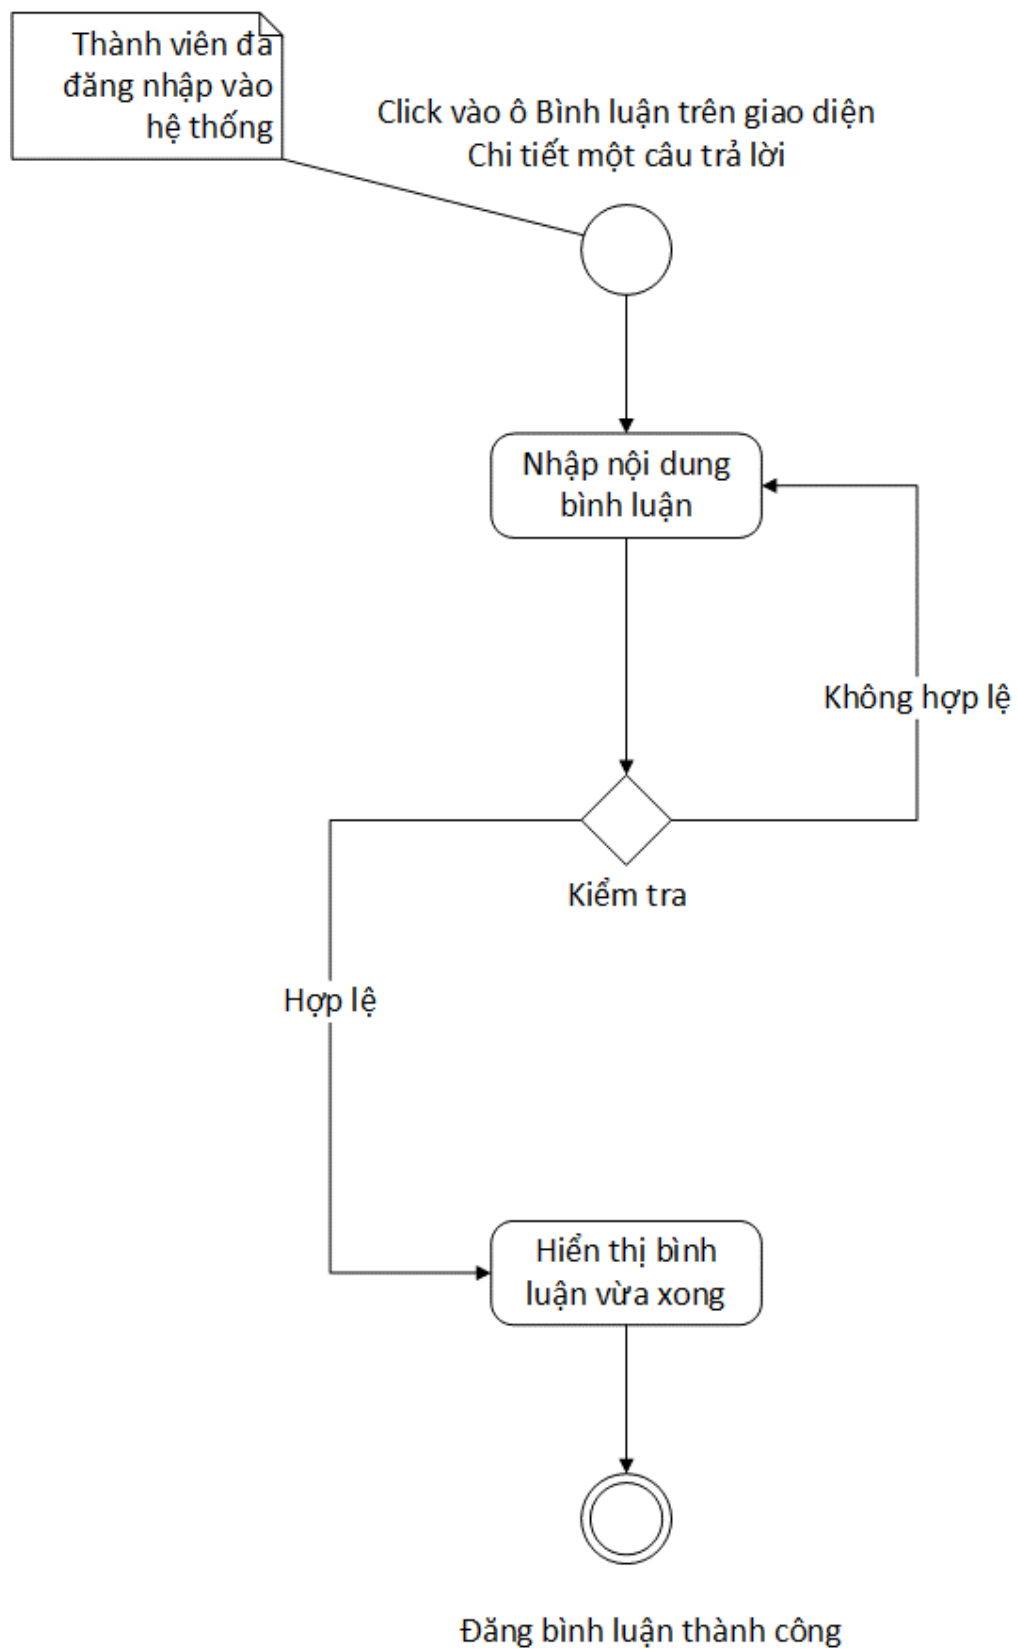 Thành viên đã
đăng nhập vào
hệ thống
Click vào ô Bình luận trên giao diện
Chi tiết một câu trả lời
Nhập nội dung
bình luận
Không hợp lệ
Kiểm tra
Hợp lệ
Hiển thị bình
luận vừa xong
Đăng bình luận thành công